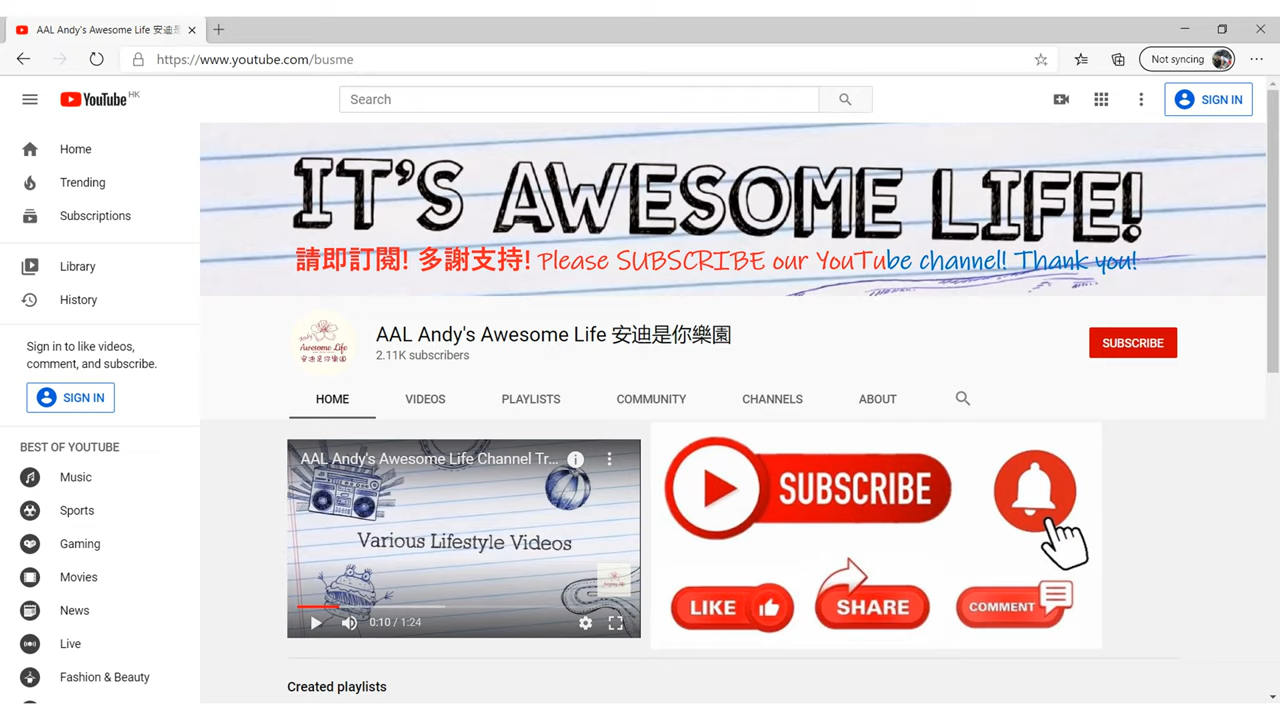 AAL Andy's Awesome Life 安迪是
https://www.youtube.com/busme
Not syncing
YouTube HK
Search
SIGN IN
Home
Trending
Subscriptions
Library
History
Sign in to like videos,
comment, and subscribe.
SIGN IN
BEST OF YOUTUBE
Music
Sports
Gaming
Movies
News
Live
Fashion & Beauty
IT'S AWESOME LIFE!
請即訂閱! 多謝支持! Please SUBSCRIBE our YouTube channel! Thank you!
Andy's
Awesome Life
安迪是你樂園
AAL Andy's Awesome Life 安迪是你樂園
2.11K subscribers
SUBSCRIBE
HOME VIDEOS PLAYLISTS COMMUNITY CHANNELS ABOUT
AAL Andy's Awesome Life Channel Tr...
Various Lifestyle Videos
0:10 / 1:24
SUBSCRIBE
LIKE SHARE COMMENT
Created playlists